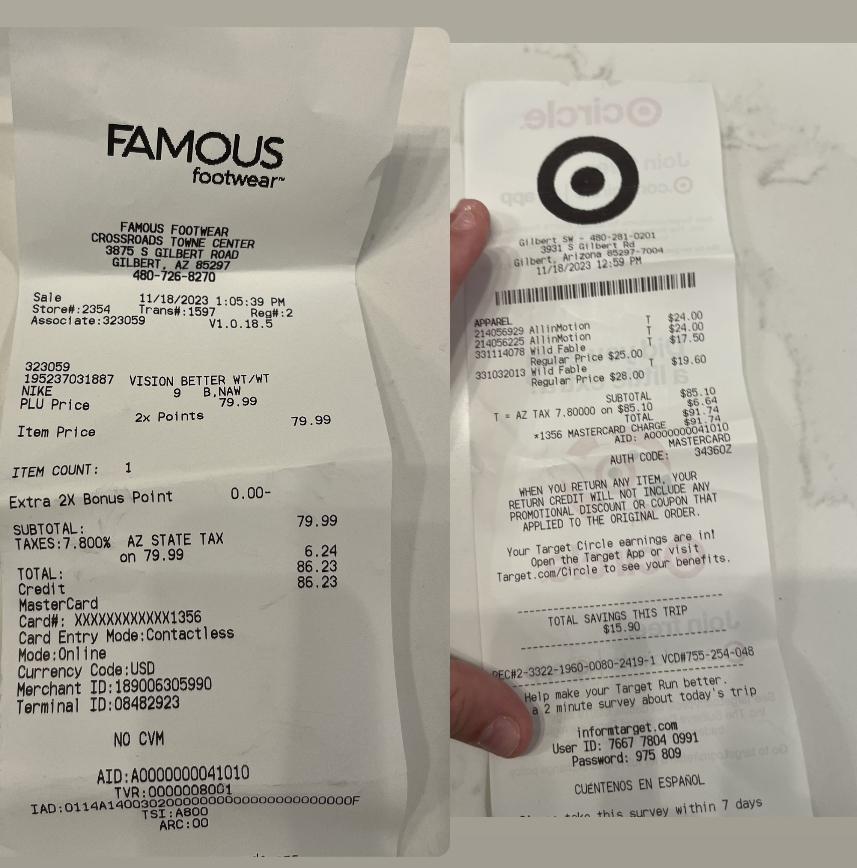 FAMOUS
footwear™
FAMOUS FOOTWEAR
CROSSROADS TOWNE CENTER
3875 S GILBERT ROAD
GILBERT, AZ 85297
480-726-8270
Sale 11/18/2023 1:05:39 PM
Store#:2354 Trans#:1597 Reg#:2
Associate:323059 V1.0.18.5
323059
195237031887 VISION BETTER WT/WT
NIKE 9 B,NAW
PLU Price 79.99
2x Points
Item Price 79.99
ITEM COUNT: 1
Extra 2X Bonus Point 0.00-
SUBTOTAL: 79.99
TAXES:7.800% AZ STATE TAX
on 79.99 6.24
TOTAL: 86.23
Credit 86.23
MasterCard
Card#: XXXXXXXXXXXX1356
Card Entry Mode:Contactless
Mode:Online
Currency Code:USD
Merchant ID:189006305990
Terminal ID:08482923
NO CVM
AID:A0000000041010
TVR:0000008001
TSI:A800
ARC:00
circle
Gilbert SW - 480-281-0201
3931 S Gilbert Rd
Gilbert, Arizona 85297-7004
11/18/2023 12:59 PM
APPAREL
214056929 AllinMotion T $24.00
214056225 AllinMotion T $24.00
331114078 Wild Fable T $17.50
Regular Price $25.00
331032013 Wild Fable T $19.60
Regular Price $28.00
SUBTOTAL $85.10
T = AZ TAX 7.80000 on $85.10 $6.64
TOTAL $91.74
*1356 MASTERCARD CHARGE $91.74
AID: A0000000041010
MASTERCARD
AUTH CODE: 34360Z
WHEN YOU RETURN ANY ITEM, YOUR
RETURN CREDIT WILL NOT INCLUDE ANY
PROMOTIONAL DISCOUNT OR COUPON THAT
APPLIED TO THE ORIGINAL ORDER.
Your Target Circle earnings are in!
Open the Target App or visit
Target.com/Circle to see your benefits.
TOTAL SAVINGS THIS TRIP
$15.90
REC#2-3322-1960-0080-2419-1 VCD#755-254-048
Help make your Target Run better.
a 2 minute survey about today's trip
informtarget.com
User ID: 7667 7804 0991
Password: 975 809
CUÉNTENOS EN ESPAÑOL
take this survey within 7 days